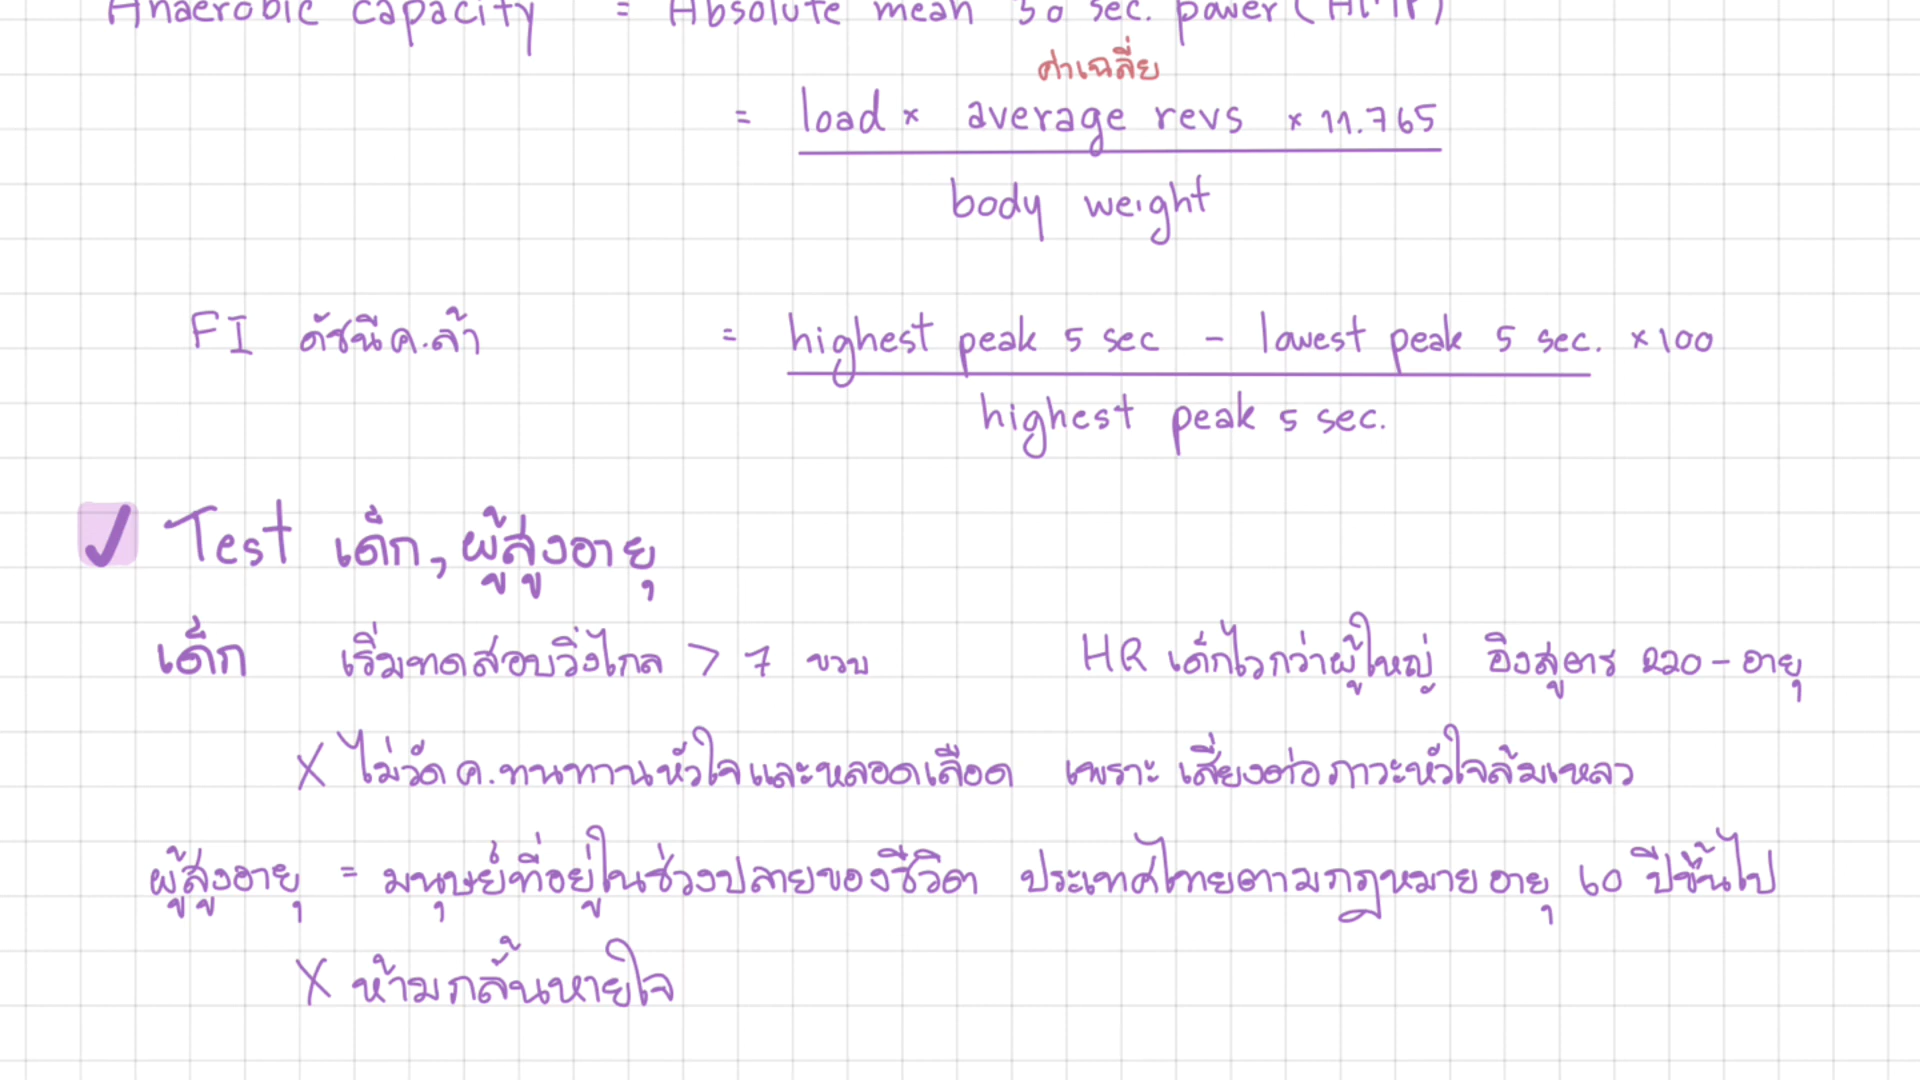 Anaerobic capacity = Absolute mean 30 sec. power (AMP)
ค่าเฉลี่ย
= load × average revs × 11.765
body weight
FI ดัชนีค.ล้า = highest peak 5 sec - lowest peak 5 sec. × 100
highest peak 5 sec.
✓ Test เด็ก, ผู้สูงอายุ
เด็ก เริ่มทดสอบวิ่งไกล > 7 ขวบ HR เด็กไวกว่าผู้ใหญ่ อิงสูตร 220 - อายุ
X ไม่วัด ค.ทนทานหัวใจและหลอดเลือด เพราะ เสี่ยงต่อภาวะหัวใจล้มเหลว
ผู้สูงอายุ = มนุษย์ที่อยู่ในช่วงปลายของชีวิต ประเทศไทยตามกฎหมาย อายุ 60 ปีขึ้นไป
X ห้ามกลั้นหายใจ